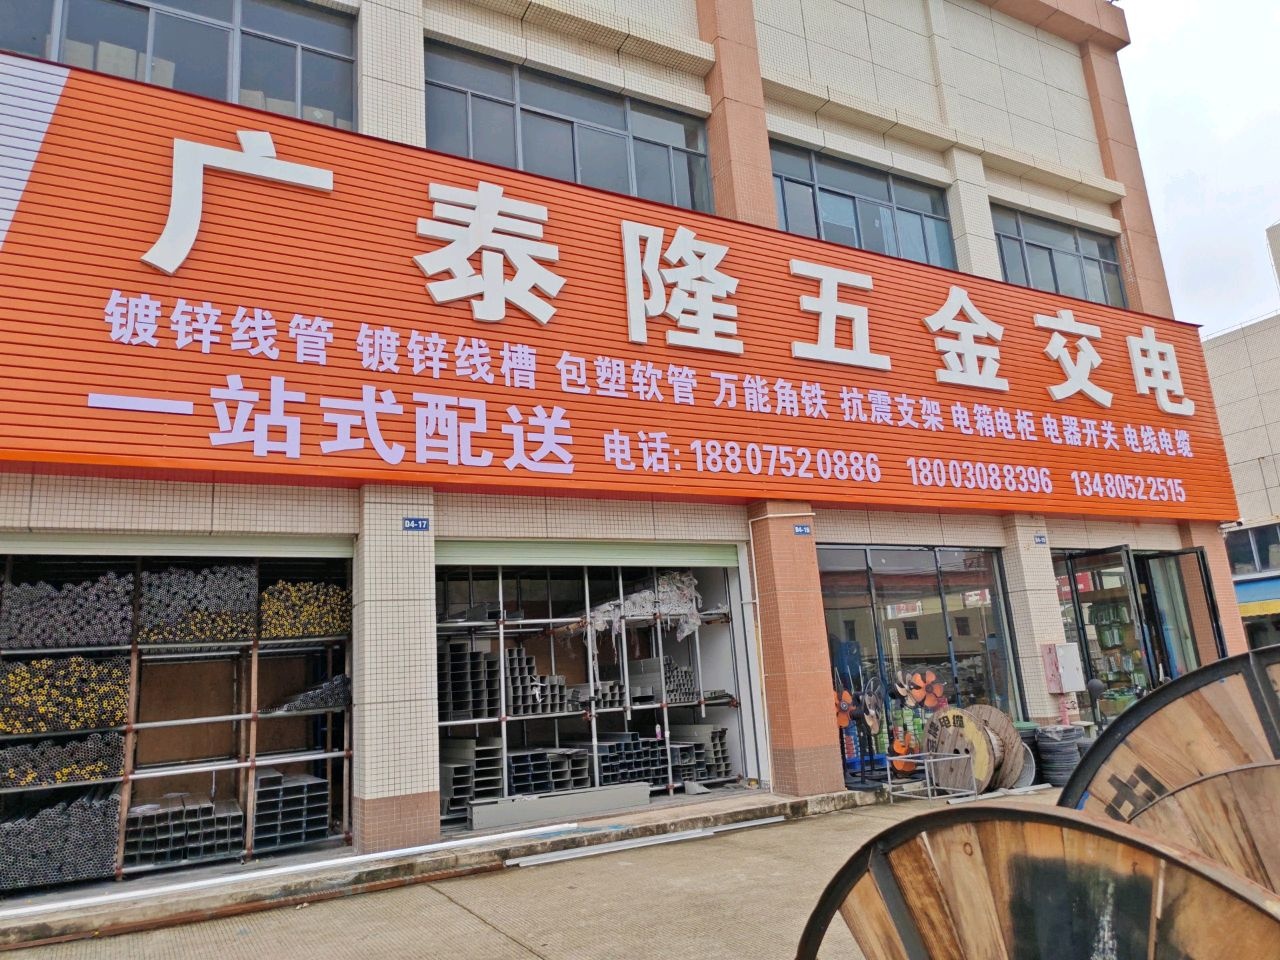 广泰隆五金交电
镀锌线管 镀锌线槽 包塑软管 万能角铁 抗震支架 电箱电柜 电器开关 电线电缆
一站式配送 电话: 18807520886 18003088396 13480522515
D4-17